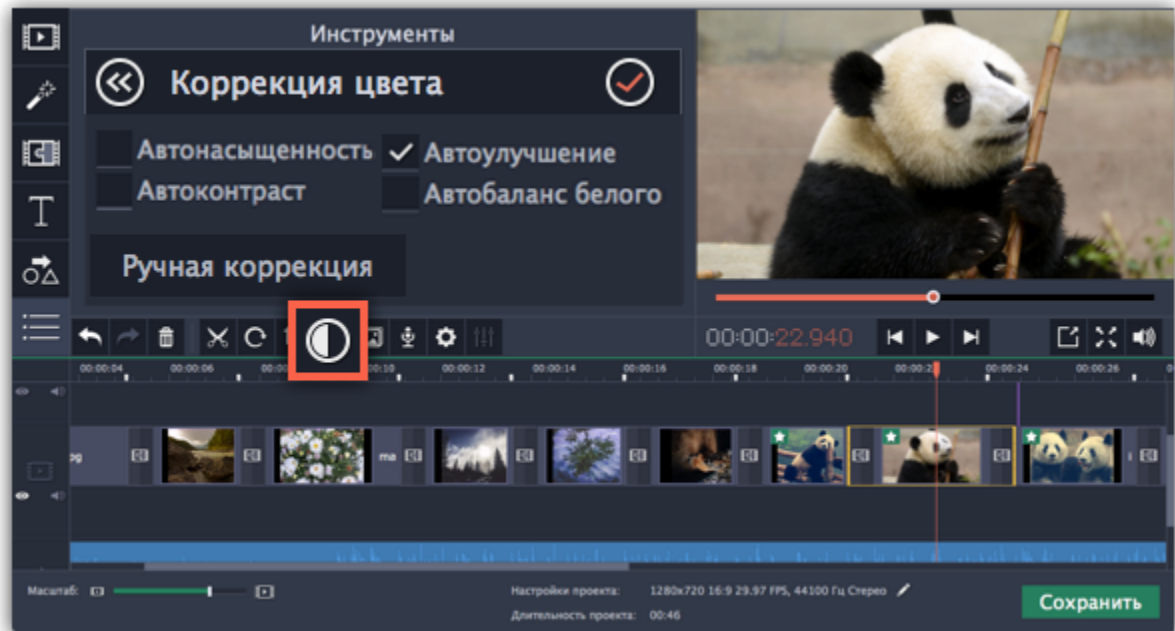 Инструменты
Коррекция цвета
Автонасыщенность
Автоулучшение
Автоконтраст
Автобаланс белого
Ручная коррекция
T
00:00:22.940
00:00:04 00:00:06 00:00:12 00:00:14 00:00:16 00:00:18 00:00:20 00:00:24 00:00:26
Масштаб:
Настройки проекта: 1280x720 16:9 29.97 FPS, 44100 Гц Стерео
Длительность проекта: 00:46
Сохранить